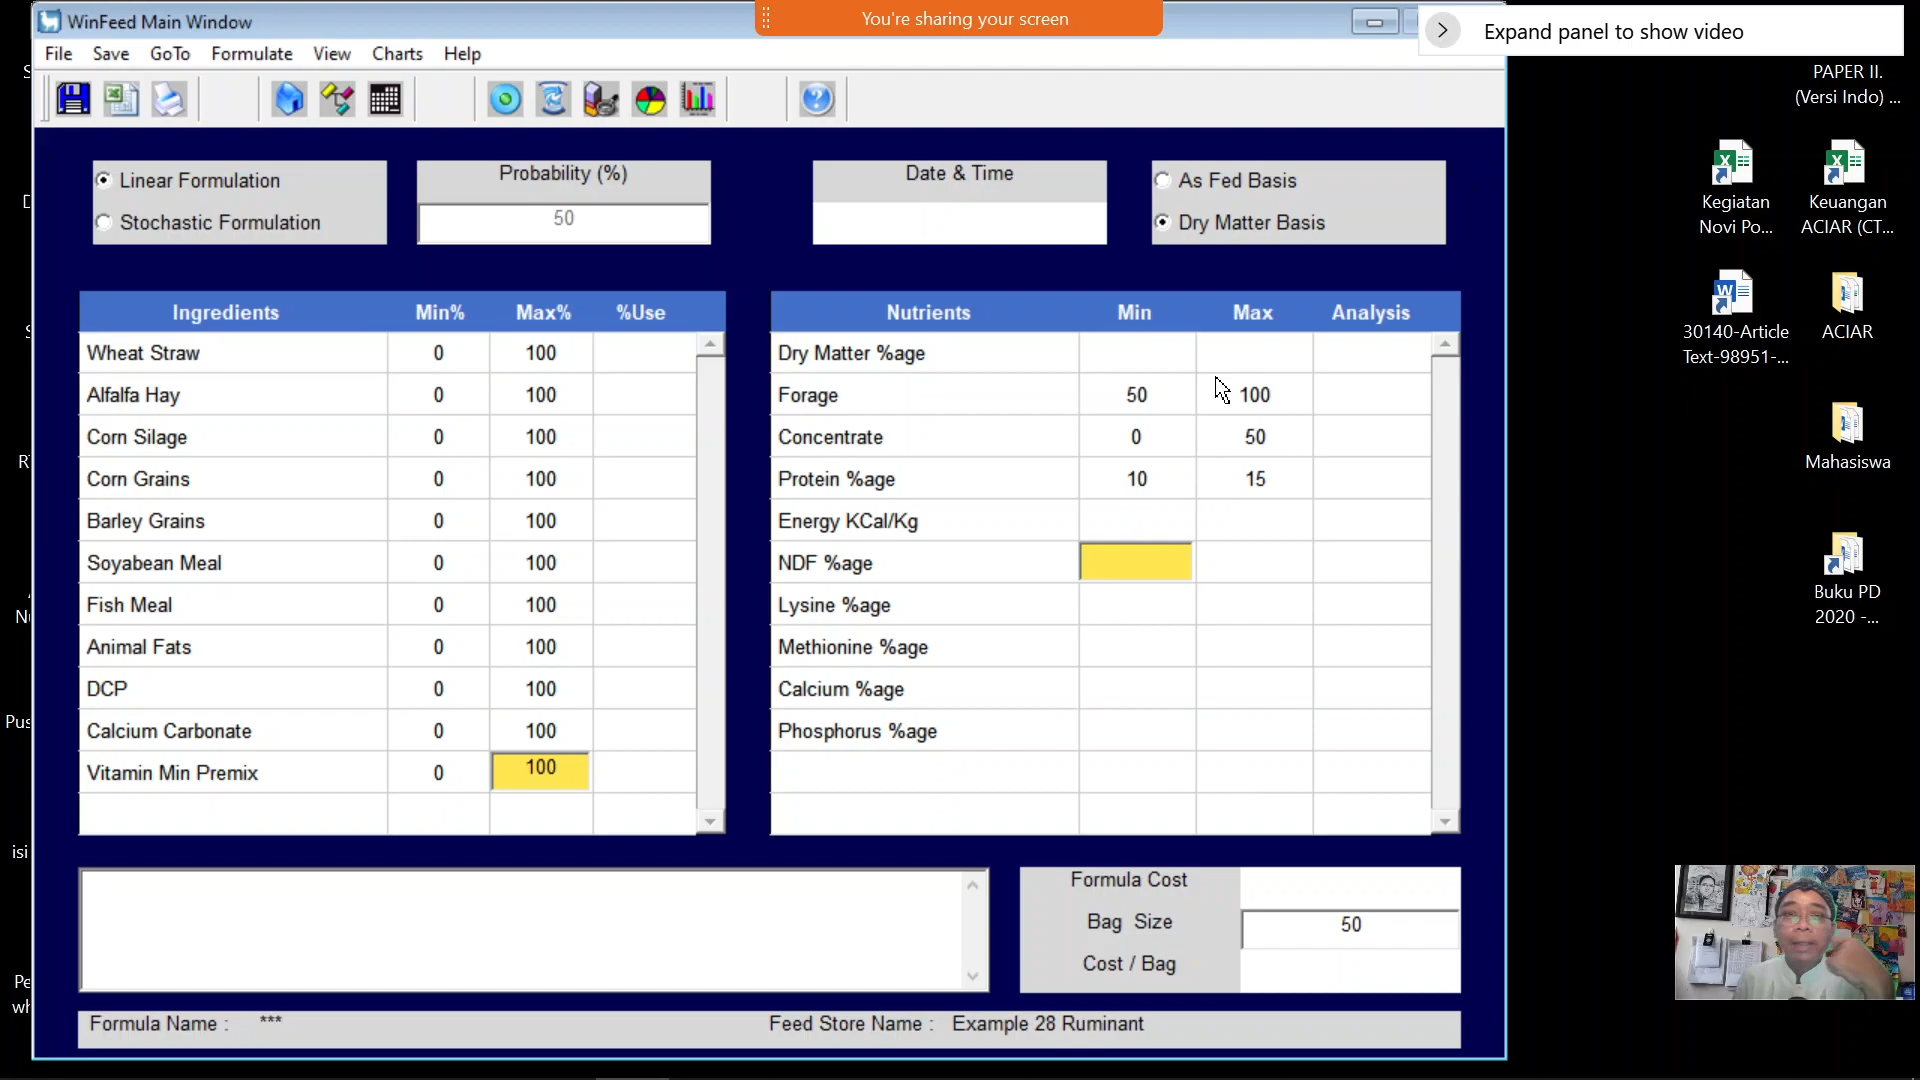 WinFeed Main Window
You're sharing your screen
Expand panel to show video
File Save GoTo Formulate View Charts Help
PAPER II.
(Versi Indo) ...
Linear Formulation
Stochastic Formulation
Probability (%)
50
Date & Time
As Fed Basis
Dry Matter Basis
Kegiatan
Novi Po...
Keuangan
ACIAR (CT...
30140-Article
Text-98951-...
ACIAR
Mahasiswa
Buku PD
2020 -...
Ingredients Min% Max% %Use
Wheat Straw 0 100
Alfalfa Hay 0 100
Corn Silage 0 100
Corn Grains 0 100
Barley Grains 0 100
Soyabean Meal 0 100
Fish Meal 0 100
Animal Fats 0 100
DCP 0 100
Calcium Carbonate 0 100
Vitamin Min Premix 0 100
Nutrients Min Max Analysis
Dry Matter %age
Forage 50 100
Concentrate 0 50
Protein %age 10 15
Energy KCal/Kg
NDF %age
Lysine %age
Methionine %age
Calcium %age
Phosphorus %age
Formula Cost
Bag Size 50
Cost / Bag
Formula Name : ***
Feed Store Name : Example 28 Ruminant
Pus
isi
Pe
wh